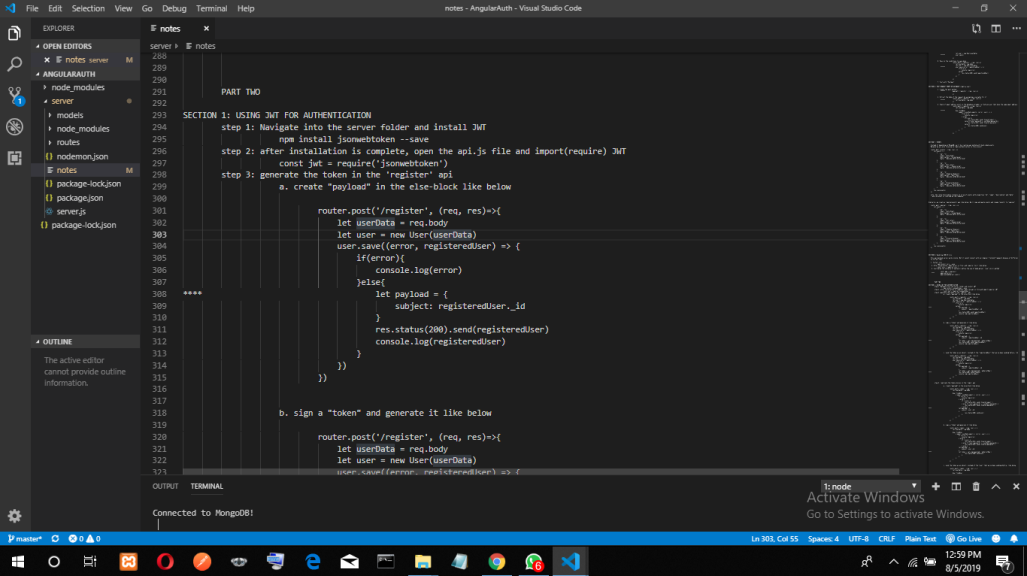 File Edit Selection View Go Debug Terminal Help
notes - AngularAuth - Visual Studio Code
EXPLORER
OPEN EDITORS
notes server M
ANGULARAUTH
node_modules
server
models
node_modules
routes
{} nodemon.json
notes M
{} package-lock.json
{} package.json
server.js
{} package-lock.json
OUTLINE
The active editor
cannot provide outline
information.
notes
server › notes
288
289
290
291 PART TWO
292
293 SECTION 1: USING JWT FOR AUTHENTICATION
294 step 1: Navigate into the server folder and install JWT
295 npm install jsonwebtoken --save
296 step 2: after installation is complete, open the api.js file and import(require) JWT
297 const jwt = require('jsonwebtoken')
298 step 3: generate the token in the 'register' api
299 a. create "payload" in the else-block like below
300
301 router.post('/register', (req, res)=>{
302 let userData = req.body
303 let user = new User(userData)
304 user.save((error, registeredUser) => {
305 if(error){
306 console.log(error)
307 }else{
308 **** let payload = {
309 subject: registeredUser._id
310 }
311 res.status(200).send(registeredUser)
312 console.log(registeredUser)
313 }
314 })
315 })
316
317
318 b. sign a "token" and generate it like below
319
320 router.post('/register', (req, res)=>{
321 let userData = req.body
322 let user = new User(userData)
323 user.save((error, registeredUser) => {
OUTPUT TERMINAL
1: node
Connected to MongoDB!
Activate Windows
Go to Settings to activate Windows.
master* 0 0
Ln 303, Col 55 Spaces: 4 UTF-8 CRLF Plain Text Go Live
1
6
12:59 PM
8/5/2019
7